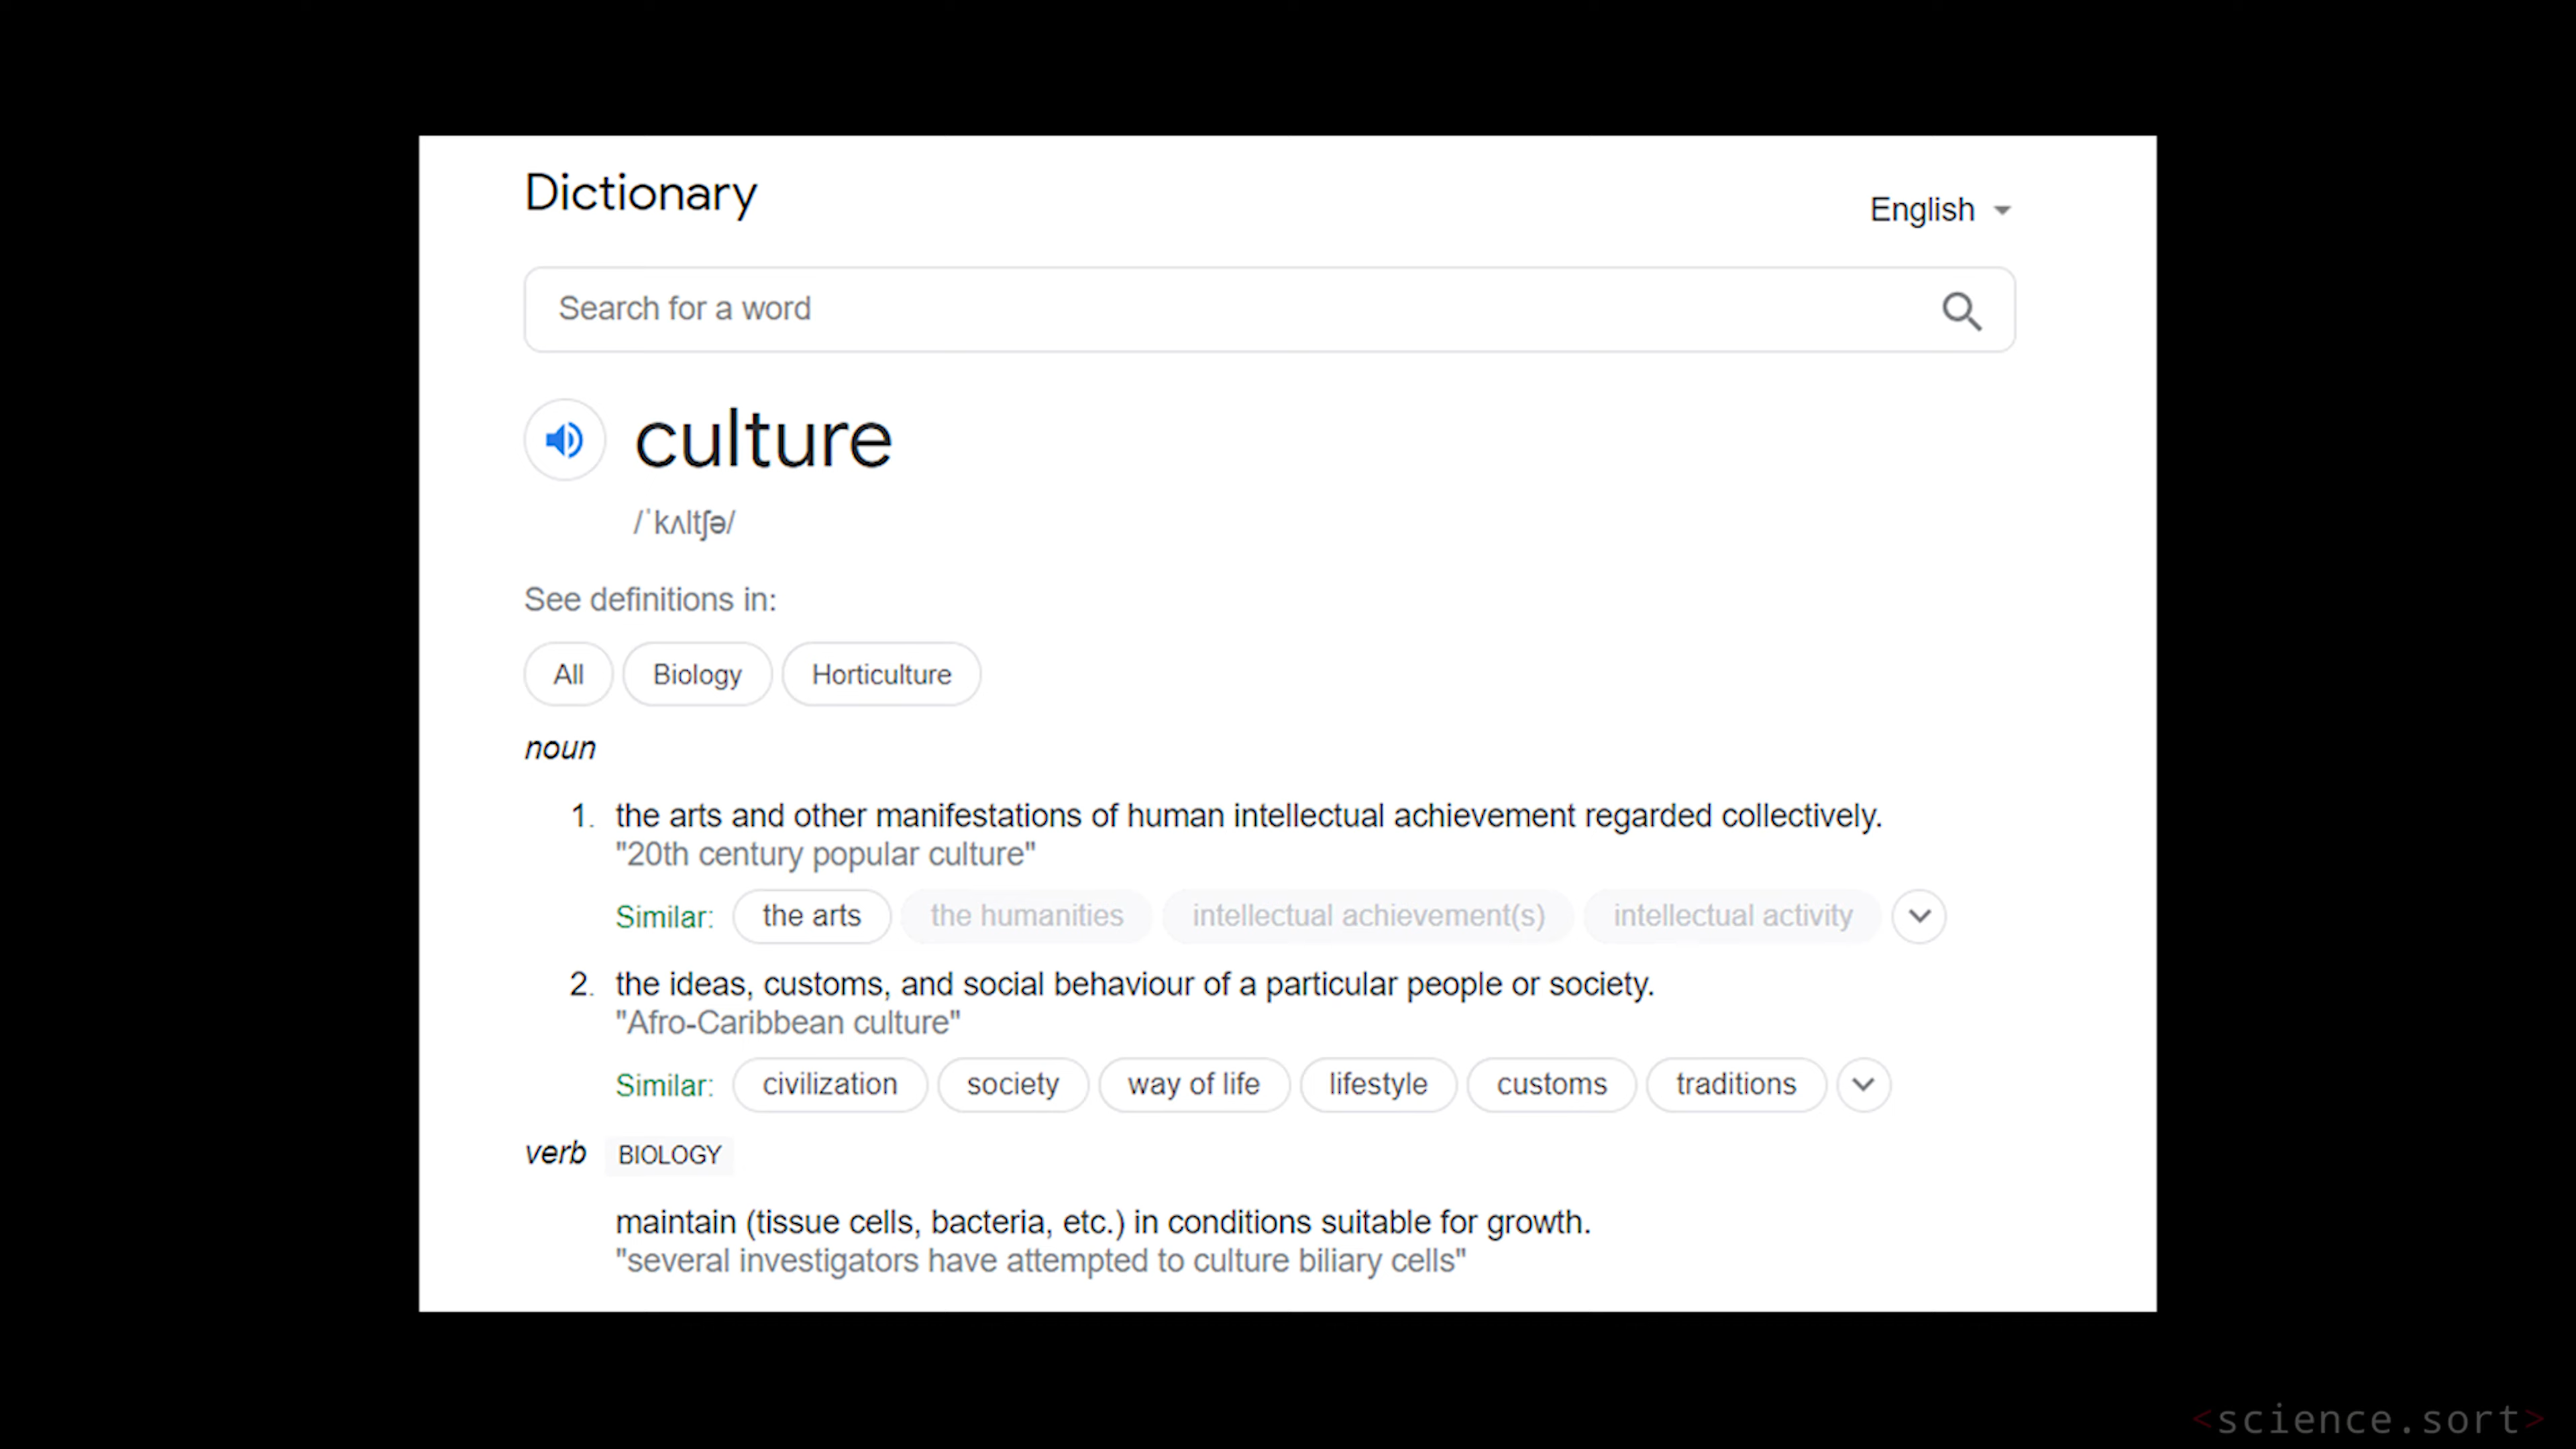 Dictionary
English
Search for a word
culture
/ˈkʌltʃə/
See definitions in:
All Biology Horticulture
noun
1. the arts and other manifestations of human intellectual achievement regarded collectively.
"20th century popular culture"
Similar: the arts the humanities intellectual achievement(s) intellectual activity
2. the ideas, customs, and social behaviour of a particular people or society.
"Afro-Caribbean culture"
Similar: civilization society way of life lifestyle customs traditions
verb BIOLOGY
maintain (tissue cells, bacteria, etc.) in conditions suitable for growth.
"several investigators have attempted to culture biliary cells"
<science.sort>